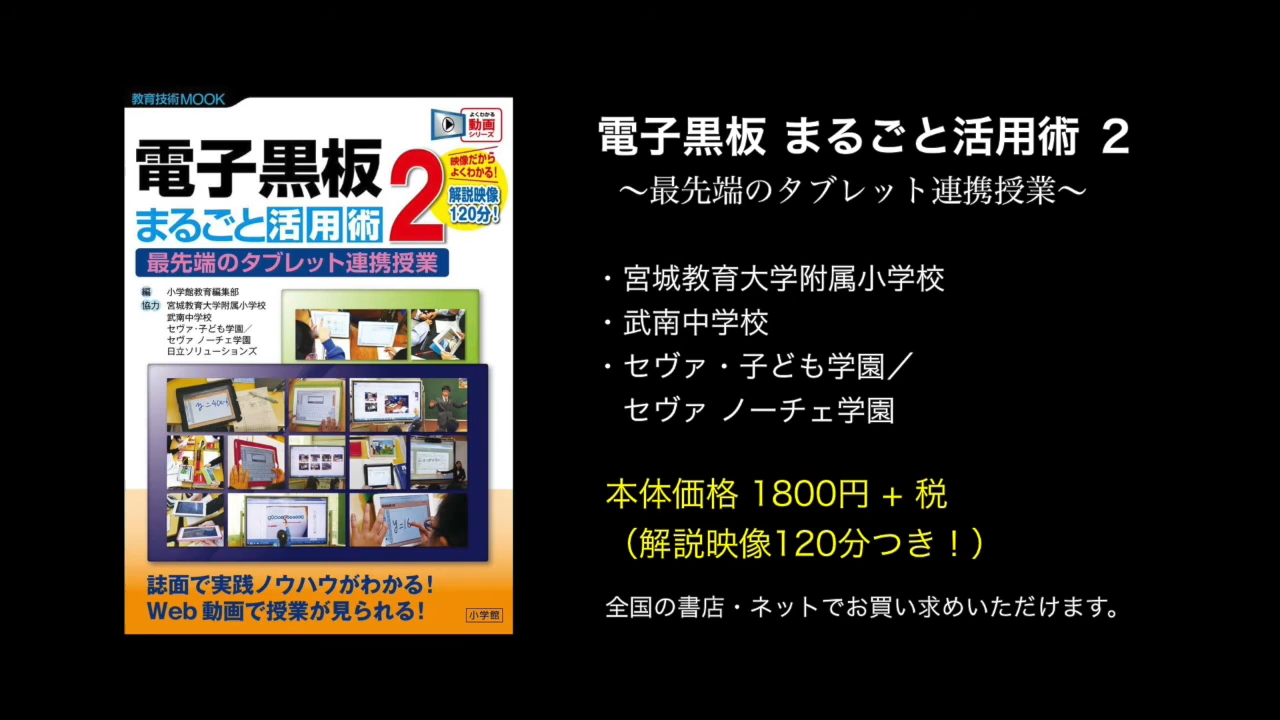 教育技術MOOK
よくわかる
動画
シリーズ
電子黒板
2
映像だから
よくわかる!
解説映像
120分!
まるごと活用術
最先端のタブレット連携授業
編 小学館教育編集部
協力 宮城教育大学附属小学校
武南中学校
セヴァ・子ども学園／
セヴァ ノーチェ学園
日立ソリューションズ
誌面で実践ノウハウがわかる!
Web 動画で授業が見られる!
小学館
電子黒板 まるごと活用術 2
～最先端のタブレット連携授業～
・宮城教育大学附属小学校
・武南中学校
・セヴァ・子ども学園／
セヴァ ノーチェ学園
本体価格 1800円 + 税
（解説映像120分つき！）
全国の書店・ネットでお買い求めいただけます。